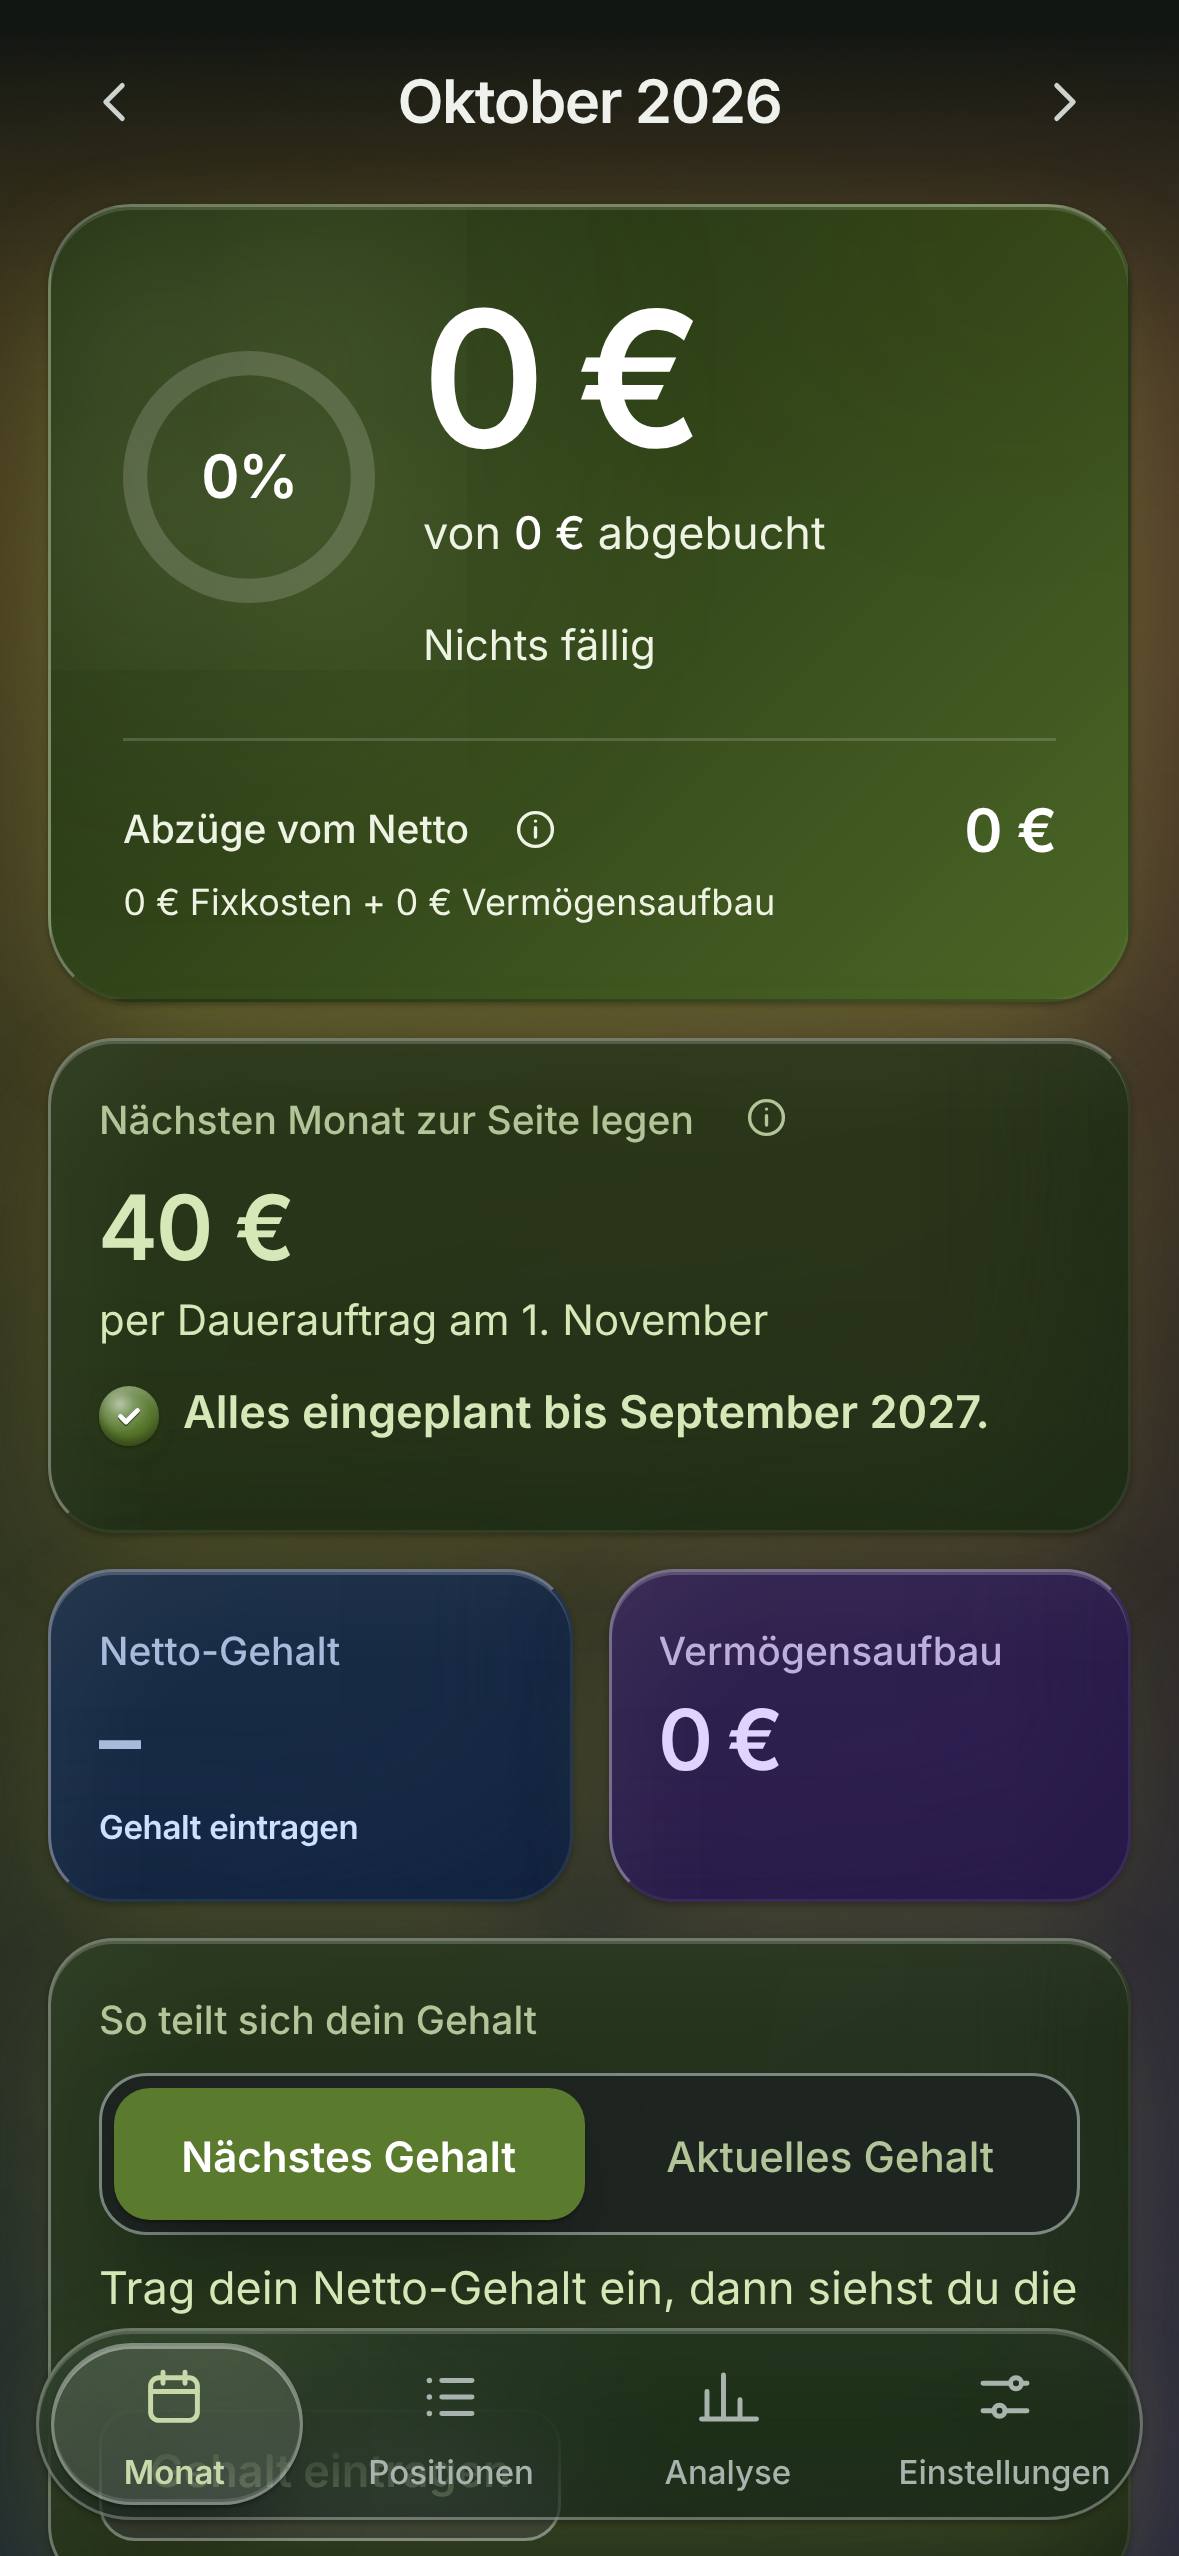 Oktober 2026
0 €
0%
von 0 € abgebucht
Nichts fällig
Abzüge vom Netto
0 €
0 € Fixkosten + 0 € Vermögensaufbau
Nächsten Monat zur Seite legen
40 €
per Dauerauftrag am 1. November
Alles eingeplant bis September 2027.
Netto-Gehalt
–
Gehalt eintragen
Vermögensaufbau
0 €
So teilt sich dein Gehalt
Nächstes Gehalt
Aktuelles Gehalt
Trag dein Netto-Gehalt ein, dann siehst du die
Gehalt eintragen
Monat
Positionen
Analyse
Einstellungen